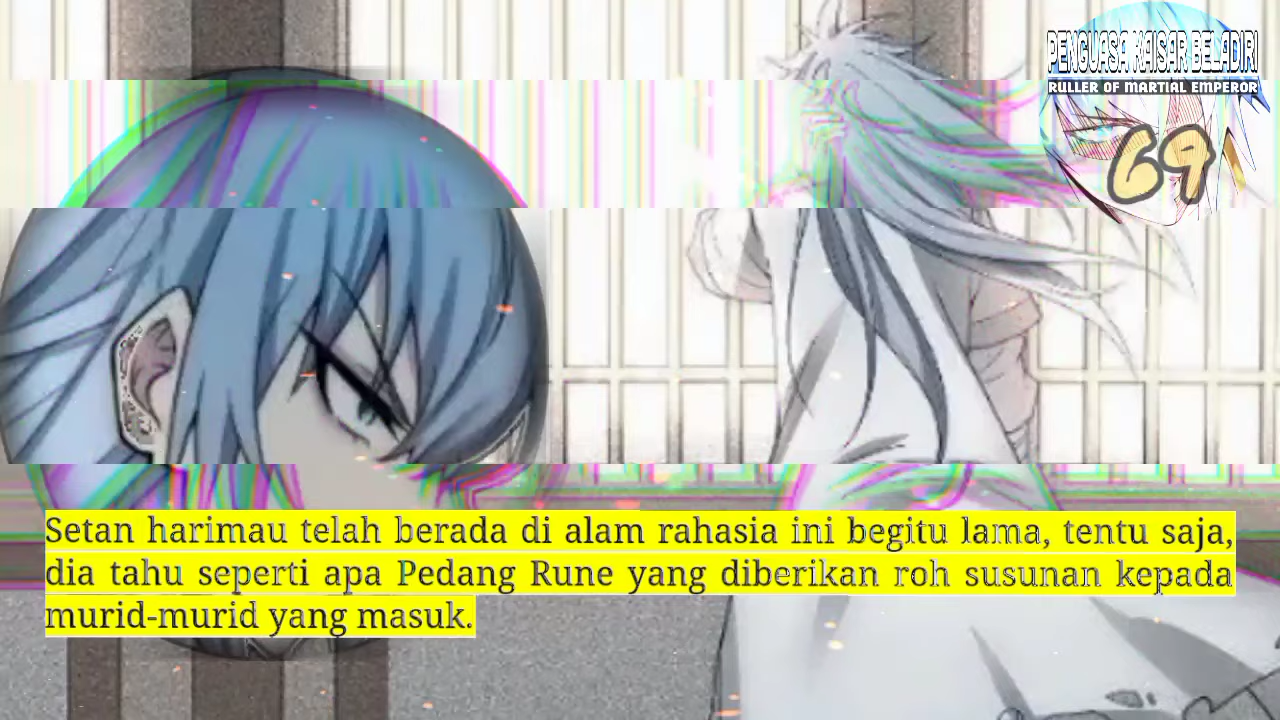 PENGUASA KAISAR BELADIRI
RULLER OF MARTIAL EMPEROR
69
Setan harimau telah berada di alam rahasia ini begitu lama, tentu saja,
dia tahu seperti apa Pedang Rune yang diberikan roh susunan kepada
murid-murid yang masuk.